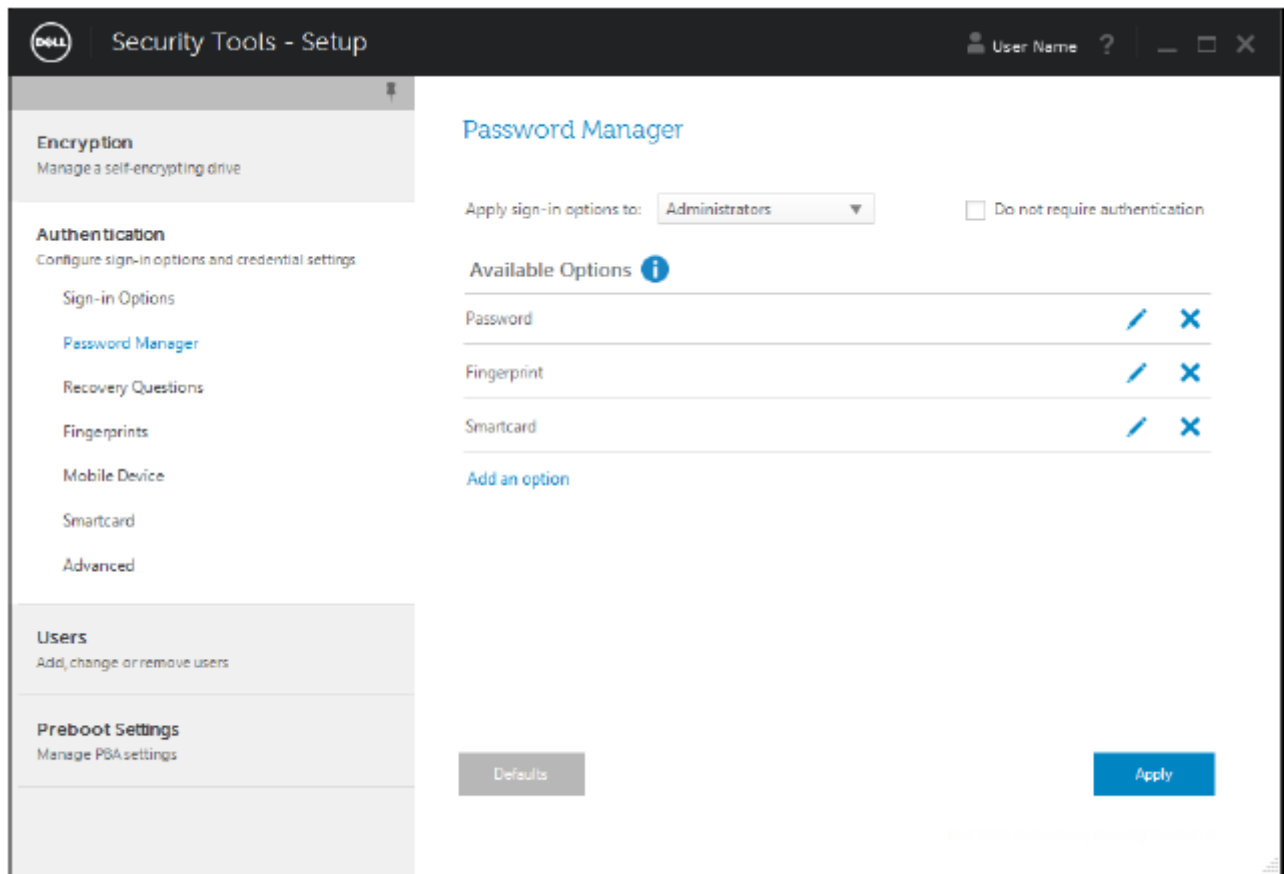 DELL
Security Tools - Setup
User Name ?
Encryption
Manage a self-encrypting drive
Authentication
Configure sign-in options and credential settings
Sign-in Options
Password Manager
Recovery Questions
Fingerprints
Mobile Device
Smartcard
Advanced
Users
Add, change or remove users
Preboot Settings
Manage PBA settings
Password Manager
Apply sign-in options to: Administrators
Do not require authentication
Available Options i
Password
Fingerprint
Smartcard
Add an option
Defaults
Apply